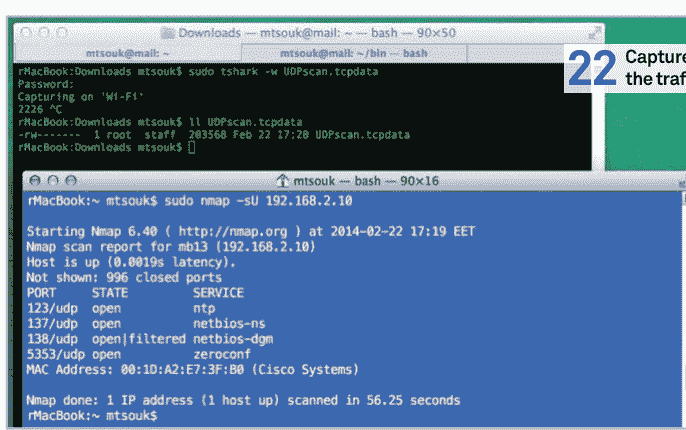 Downloads — mtsouk@mail: ~ — bash — 90×50
mtsouk@mail: ~
mtsouk@mail: ~/bin — bash
22 Capture
the traf
rMacBook:Downloads mtsouk$ sudo tshark -w UDPscan.tcpdata
Password:
Capturing on 'Wi-Fi'
2226 ^C
rMacBook:Downloads mtsouk$ ll UDPscan.tcpdata
-rw------- 1 root staff 203568 Feb 22 17:20 UDPscan.tcpdata
rMacBook:Downloads mtsouk$
mtsouk — bash — 90×16
rMacBook:~ mtsouk$ sudo nmap -sU 192.168.2.10
Starting Nmap 6.40 ( http://nmap.org ) at 2014-02-22 17:19 EET
Nmap scan report for mb13 (192.168.2.10)
Host is up (0.0019s latency).
Not shown: 996 closed ports
PORT STATE SERVICE
123/udp open ntp
137/udp open netbios-ns
138/udp open|filtered netbios-dgm
5353/udp open zeroconf
MAC Address: 00:1D:A2:E7:3F:B0 (Cisco Systems)
Nmap done: 1 IP address (1 host up) scanned in 56.25 seconds
rMacBook:~ mtsouk$